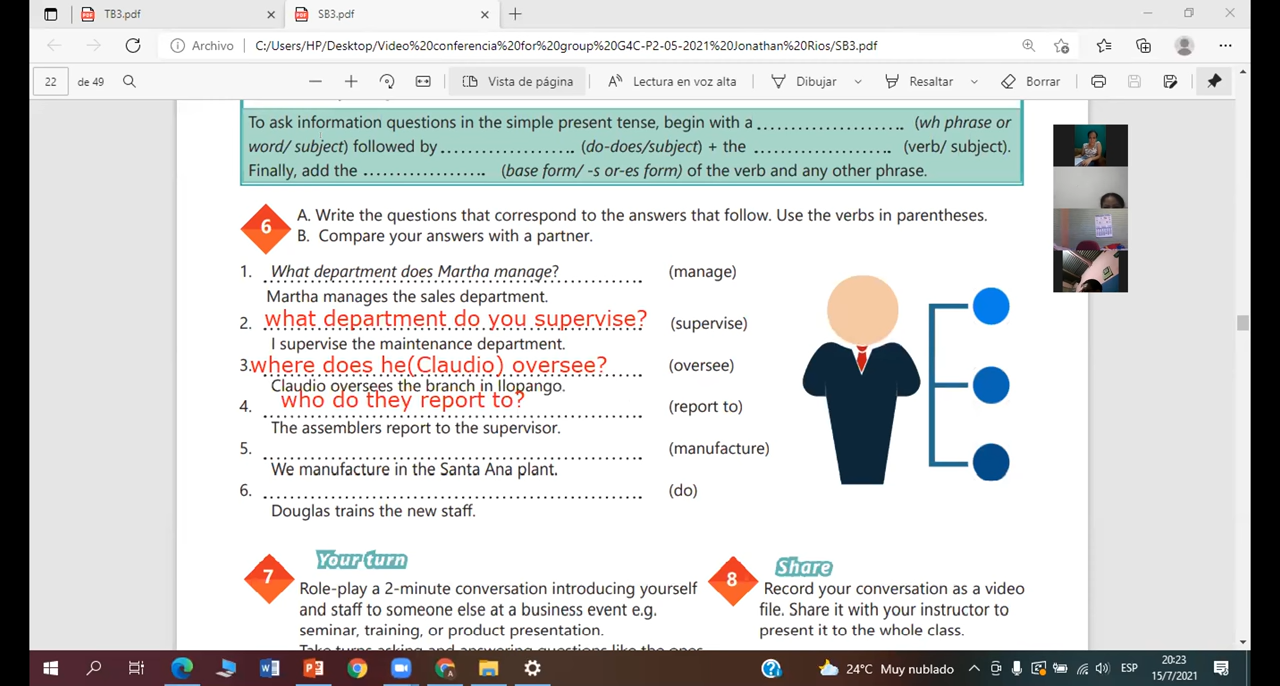 TB3.pdf
SB3.pdf
Archivo C:/Users/HP/Desktop/Video%20conferencia%20for%20group%20G4C-P2-05-2021%20Jonathan%20Rios/SB3.pdf
22 de 49 Vista de página Lectura en voz alta Dibujar Resaltar Borrar
To ask information questions in the simple present tense, begin with a ...................... (wh phrase or
word/ subject) followed by ..................... (do-does/subject) + the ..................... (verb/ subject).
Finally, add the ................... (base form/ -s or-es form) of the verb and any other phrase.
6
A. Write the questions that correspond to the answers that follow. Use the verbs in parentheses.
B. Compare your answers with a partner.
1. What department does Martha manage? (manage)
Martha manages the sales department.
2. what department do you supervise? (supervise)
I supervise the maintenance department.
3. where does he(Claudio) oversee? (oversee)
Claudio oversees the branch in Ilopango.
4. who do they report to? (report to)
The assemblers report to the supervisor.
5. (manufacture)
We manufacture in the Santa Ana plant.
6. (do)
Douglas trains the new staff.
7 Your turn
Role-play a 2-minute conversation introducing yourself
and staff to someone else at a business event e.g.
seminar, training, or product presentation.
Take turns asking and answering questions like the ones
8 Share
Record your conversation as a video
file. Share it with your instructor to
present it to the whole class.
24°C Muy nublado ESP 20:23
15/7/2021